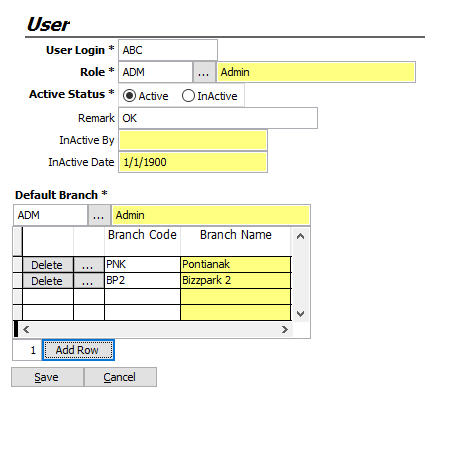 User
User Login * ABC
Role * ADM ... Admin
Active Status * Active InActive
Remark OK
InActive By
InActive Date 1/1/1900
Default Branch *
ADM ... Admin
Branch Code Branch Name
Delete ... PNK Pontianak
Delete ... BP2 Bizzpark 2
1 Add Row
Save Cancel